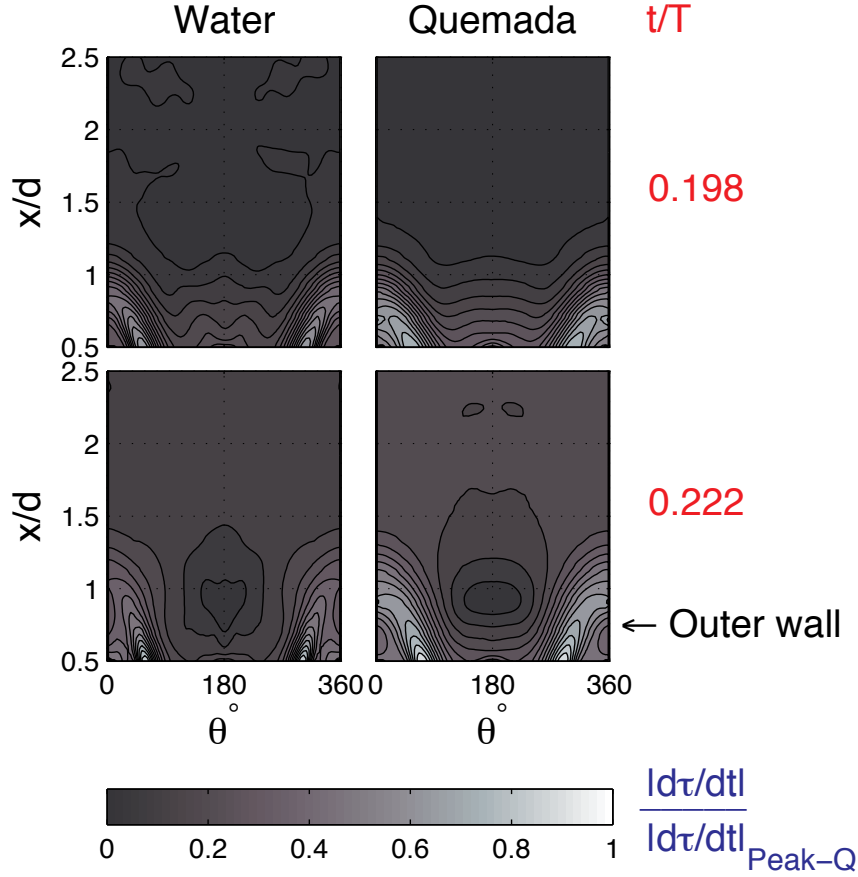 Water Quemada t/T
2.5
2
x/d
1.5
1
0.5
0.198
2.5
2
x/d
1.5
1
0.5
0.222
← Outer wall
0 180 360 0 180 360
θ° θ°
0 0.2 0.4 0.6 0.8 1
|dτ/dt|
|dτ/dt|Peak−Q